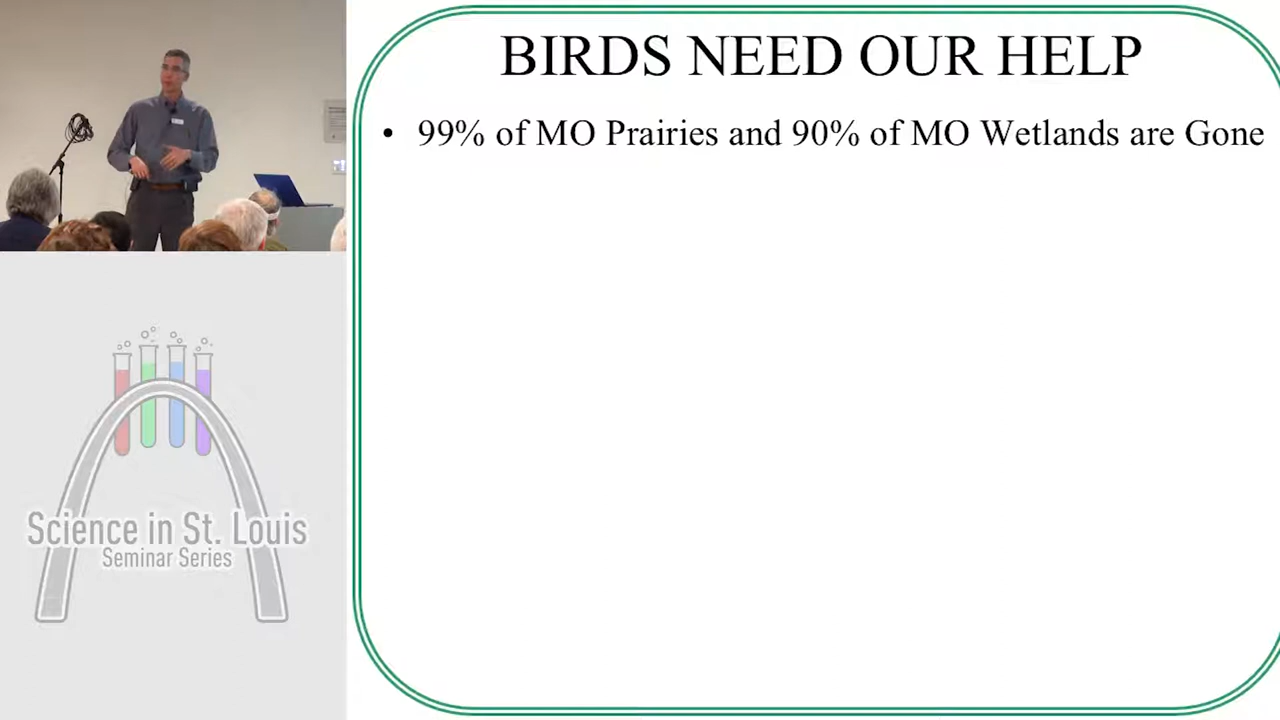 BIRDS NEED OUR HELP
• 99% of MO Prairies and 90% of MO Wetlands are Gone
Science in St. Louis
Seminar Series